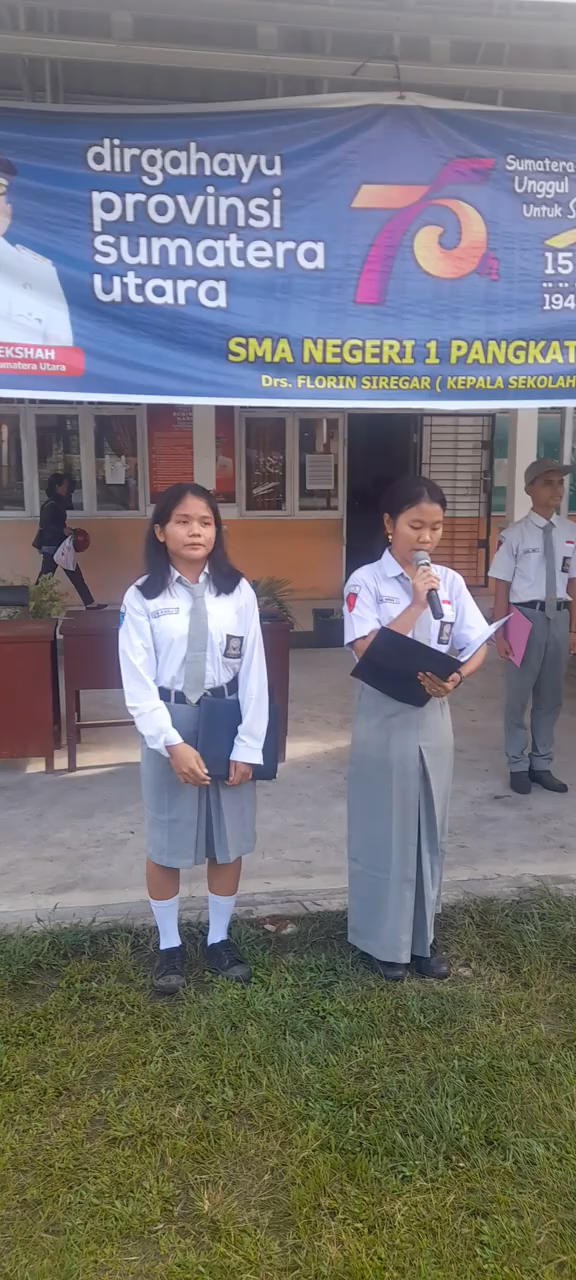 dirgahayu
provinsi
sumatera
utara
76
Sumatera
Unggul
Untuk
15
194
EKSHAH
umatera Utara
SMA NEGERI 1 PANGKAT
Drs. FLORIN SIREGAR ( KEPALA SEKOLAH